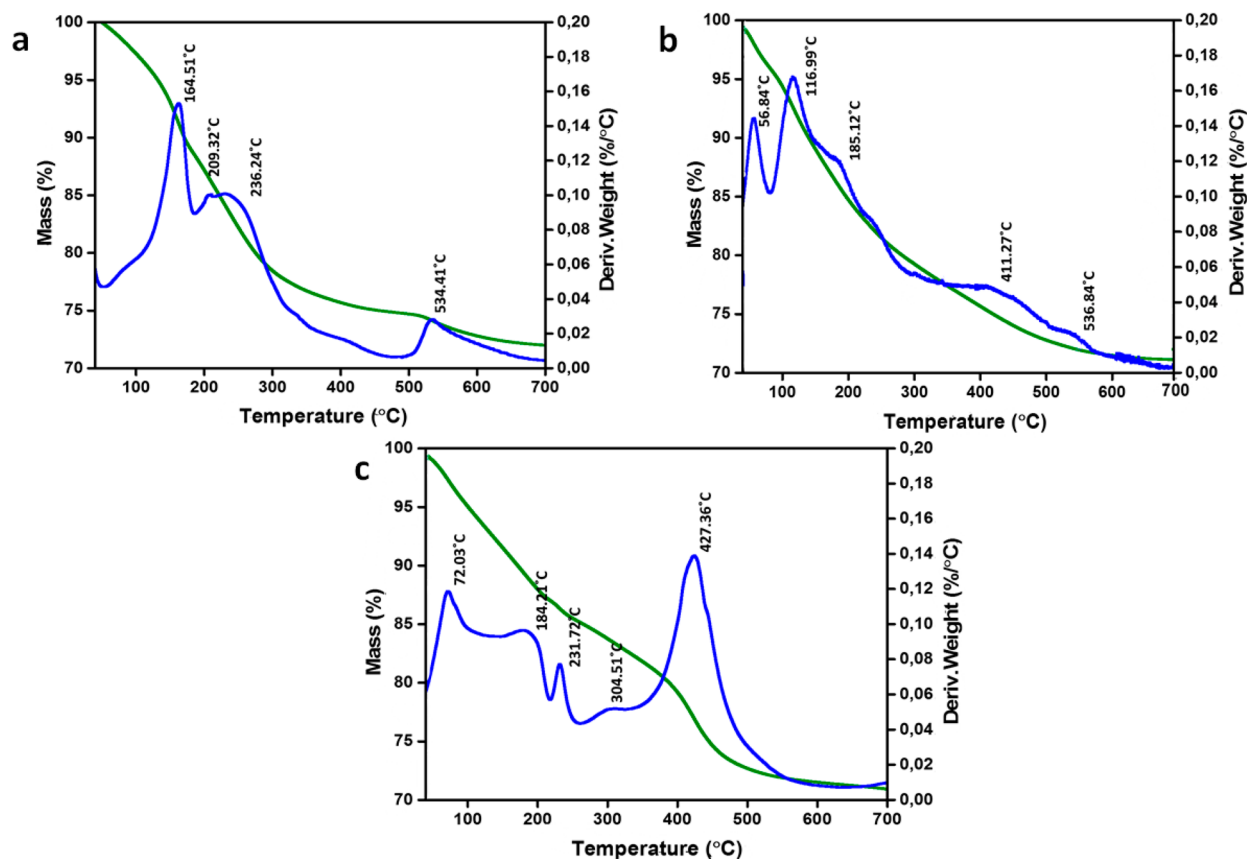 a
100
95
90
85
80
75
70
Mass (%)
164.51˚C
209.32˚C
236.24˚C
534.41˚C
0,20
0,18
0,16
0,14
0,12
0,10
0,08
0,06
0,04
0,02
0,00
Deriv.Weight (%/°C)
100 200 300 400 500 600 700
Temperature (°C)
b
100
95
90
85
80
75
70
Mass (%)
56.84˚C
116.99˚C
185.12˚C
411.27˚C
536.84˚C
0,20
0,18
0,16
0,14
0,12
0,10
0,08
0,06
0,04
0,02
0,00
Deriv.Weight (%/°C)
100 200 300 400 500 600 700
Temperature (°C)
c
100
95
90
85
80
75
70
Mass (%)
72.03˚C
184.21˚C
231.72˚C
304.51˚C
427.36˚C
0,20
0,18
0,16
0,14
0,12
0,10
0,08
0,06
0,04
0,02
0,00
Deriv.Weight (%/°C)
100 200 300 400 500 600 700
Temperature (°C)